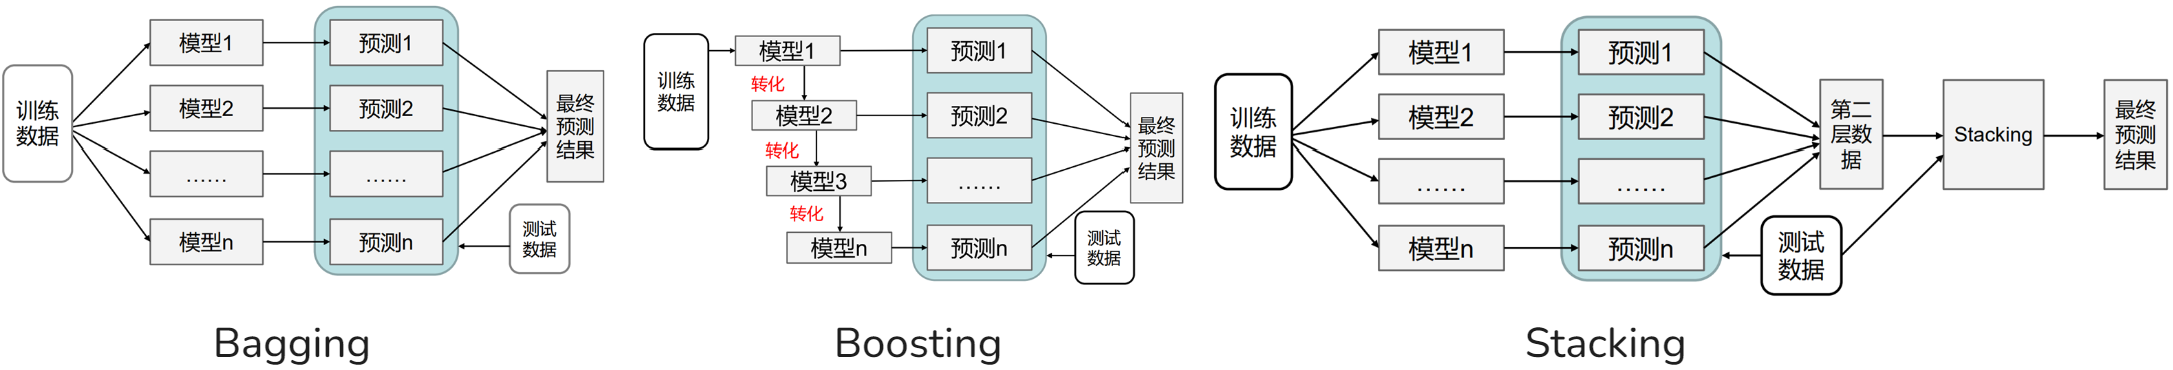 训练
数据
模型1
模型2
......
模型n
预测1
预测2
......
预测n
最终
预测
结果
测试
数据
Bagging
训练
数据
模型1
转化
模型2
转化
模型3
转化
模型n
预测1
预测2
......
预测n
最终
预测
结果
测试
数据
Boosting
训练
数据
模型1
模型2
......
模型n
预测1
预测2
......
预测n
第二
层数
据
测试
数据
Stacking
最终
预测
结果
Stacking